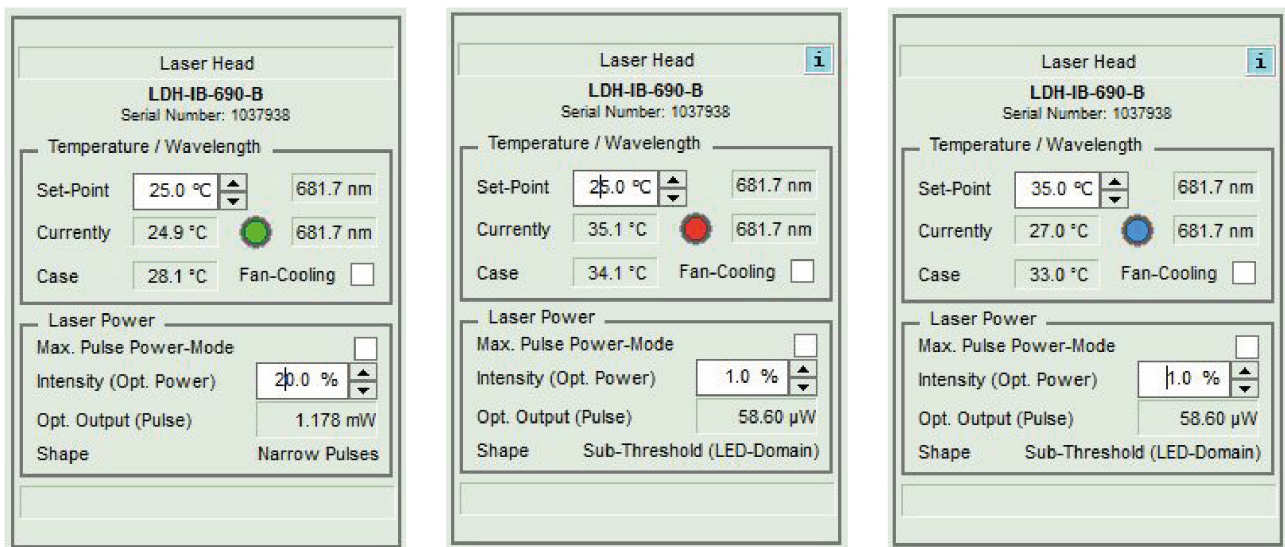 Laser Head
LDH-IB-690-B
Serial Number: 1037938
Temperature / Wavelength
Set-Point 25.0 °C 681.7 nm
Currently 24.9 °C 681.7 nm
Case 28.1 °C Fan-Cooling
Laser Power
Max. Pulse Power-Mode
Intensity (Opt. Power) 20.0 %
Opt. Output (Pulse) 1.178 mW
Shape Narrow Pulses
Laser Head i
LDH-IB-690-B
Serial Number: 1037938
Temperature / Wavelength
Set-Point 25.0 °C 681.7 nm
Currently 35.1 °C 681.7 nm
Case 34.1 °C Fan-Cooling
Laser Power
Max. Pulse Power-Mode
Intensity (Opt. Power) 1.0 %
Opt. Output (Pulse) 58.60 µW
Shape Sub-Threshold (LED-Domain)
Laser Head i
LDH-IB-690-B
Serial Number: 1037938
Temperature / Wavelength
Set-Point 35.0 °C 681.7 nm
Currently 27.0 °C 681.7 nm
Case 33.0 °C Fan-Cooling
Laser Power
Max. Pulse Power-Mode
Intensity (Opt. Power) 1.0 %
Opt. Output (Pulse) 58.60 µW
Shape Sub-Threshold (LED-Domain)